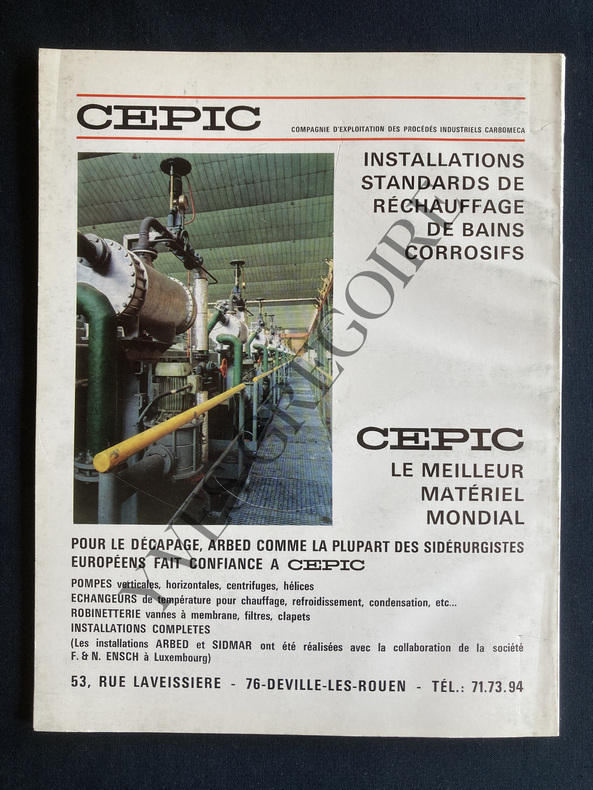 CEPIC
COMPAGNIE D'EXPLOITATION DES PROCÉDÉS INDUSTRIELS CARBOMECA
INSTALLATIONS
STANDARDS DE
RÉCHAUFFAGE
DE BAINS
CORROSIFS
CEPIC
LE MEILLEUR
MATÉRIEL
MONDIAL
POUR LE DÉCAPAGE, ARBED COMME LA PLUPART DES SIDÉRURGISTES
EUROPÉENS FAIT CONFIANCE A CEPIC
POMPES verticales, horizontales, centrifuges, hélices
ECHANGEURS de température pour chauffage, refroidissement, condensation, etc...
ROBINETTERIE vannes à membrane, filtres, clapets
INSTALLATIONS COMPLETES
(Les installations ARBED et SIDMAR ont été réalisées avec la collaboration de la société
F. & N. ENSCH à Luxembourg)
53, RUE LAVEISSIERE - 76-DEVILLE-LES-ROUEN - TÉL.: 71.73.94
YVELGREGOIRE